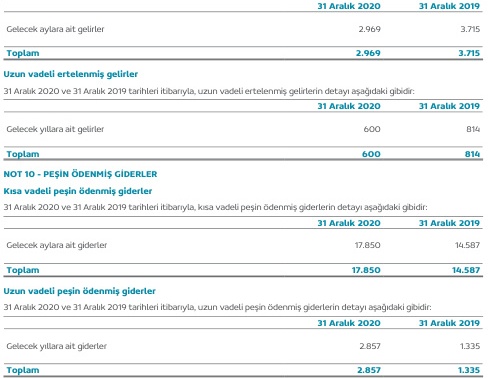 31 Aralık 2020 31 Aralık 2019
Gelecek aylara ait gelirler 2.969 3.715
Toplam 2.969 3.715
Uzun vadeli ertelenmiş gelirler
31 Aralık 2020 ve 31 Aralık 2019 tarihleri itibarıyla, uzun vadeli ertelenmiş gelirlerin detayı aşağıdaki gibidir:
31 Aralık 2020 31 Aralık 2019
Gelecek yıllara ait gelirler 600 814
Toplam 600 814
NOT 10 - PEŞİN ÖDENMİŞ GİDERLER
Kısa vadeli peşin ödenmiş giderler
31 Aralık 2020 ve 31 Aralık 2019 tarihleri itibarıyla, kısa vadeli peşin ödenmiş giderlerin detayı aşağıdaki gibidir:
31 Aralık 2020 31 Aralık 2019
Gelecek aylara ait giderler 17.850 14.587
Toplam 17.850 14.587
Uzun vadeli peşin ödenmiş giderler
31 Aralık 2020 ve 31 Aralık 2019 tarihleri itibarıyla, uzun vadeli peşin ödenmiş giderlerin detayı aşağıdaki gibidir:
31 Aralık 2020 31 Aralık 2019
Gelecek yıllara ait giderler 2.857 1.335
Toplam 2.857 1.335